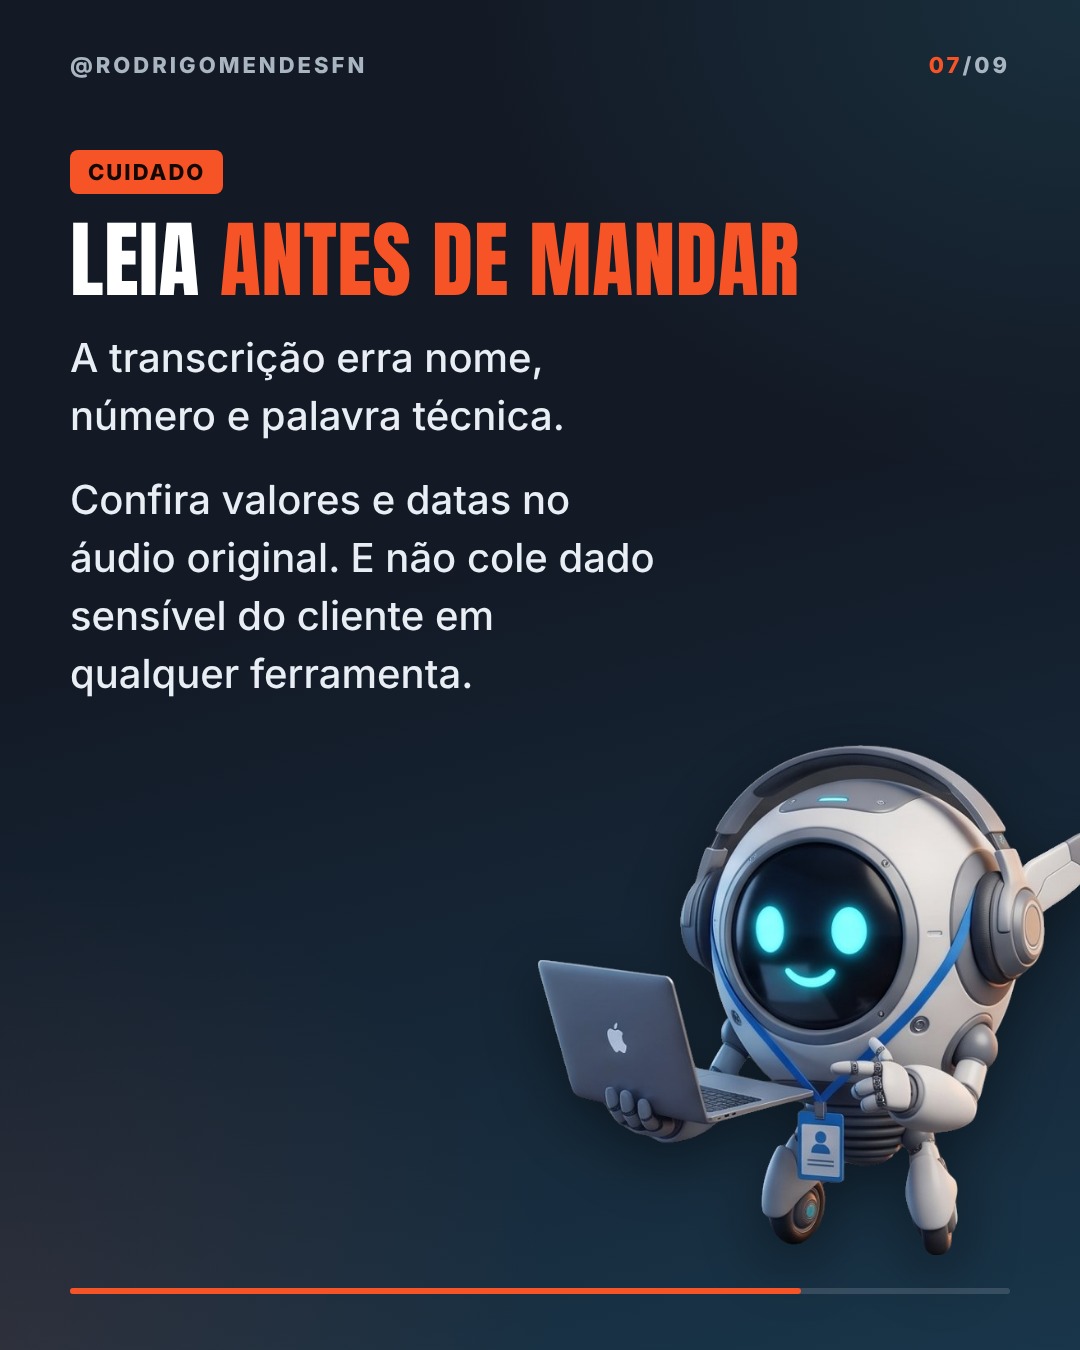 @RODRIGOMENDESFN
07/09
CUIDADO
LEIA ANTES DE MANDAR
A transcrição erra nome,
número e palavra técnica.
Confira valores e datas no
áudio original. E não cole dado
sensível do cliente em
qualquer ferramenta.